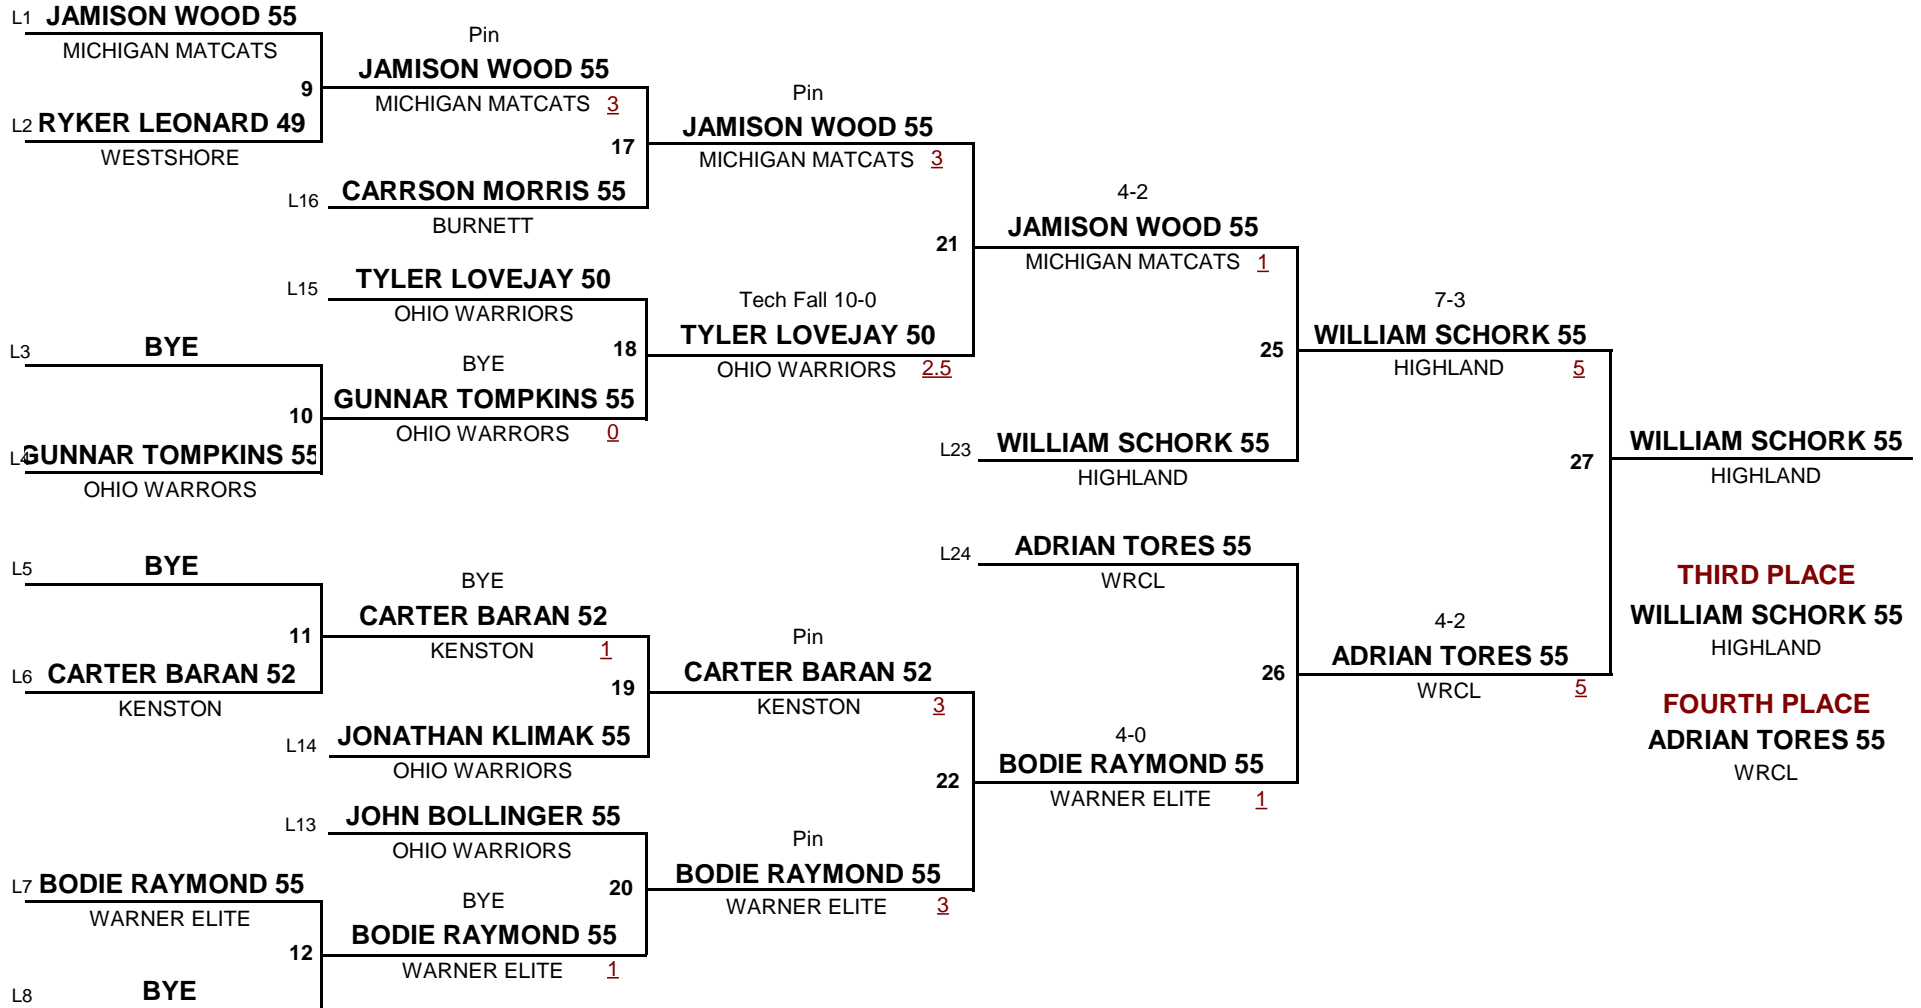 L1 JAMISON WOOD 55
MICHIGAN MATCATS
9
L2 RYKER LEONARD 49
WESTSHORE
L3 BYE
10
L4 GUNNAR TOMPKINS 55
OHIO WARRORS
L5 BYE
11
L6 CARTER BARAN 52
KENSTON
L7 BODIE RAYMOND 55
WARNER ELITE
12
L8 BYE
Pin
JAMISON WOOD 55
MICHIGAN MATCATS 3
17
L16 CARRSON MORRIS 55
BURNETT
L15 TYLER LOVEJAY 50
OHIO WARRIORS
18
BYE
GUNNAR TOMPKINS 55
OHIO WARRORS 0
BYE
CARTER BARAN 52
KENSTON 1
19
L14 JONATHAN KLIMAK 55
OHIO WARRIORS
L13 JOHN BOLLINGER 55
OHIO WARRIORS
20
BYE
BODIE RAYMOND 55
WARNER ELITE 1
Pin
JAMISON WOOD 55
MICHIGAN MATCATS 3
21
Tech Fall 10-0
TYLER LOVEJAY 50
OHIO WARRIORS 2.5
Pin
CARTER BARAN 52
KENSTON 3
22
Pin
BODIE RAYMOND 55
WARNER ELITE 3
4-2
JAMISON WOOD 55
MICHIGAN MATCATS 1
25
L23 WILLIAM SCHORK 55
HIGHLAND
L24 ADRIAN TORES 55
WRCL
26
4-0
BODIE RAYMOND 55
WARNER ELITE 1
7-3
WILLIAM SCHORK 55
HIGHLAND 5
27
4-2
ADRIAN TORES 55
WRCL 5
WILLIAM SCHORK 55
HIGHLAND
THIRD PLACE
WILLIAM SCHORK 55
HIGHLAND
FOURTH PLACE
ADRIAN TORES 55
WRCL